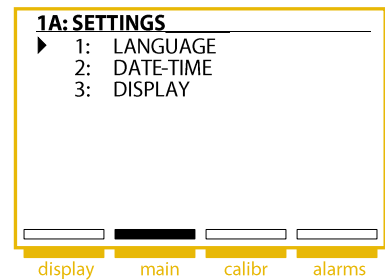 1A: SETTINGS
1: LANGUAGE
2: DATE-TIME
3: DISPLAY
display main calibr alarms